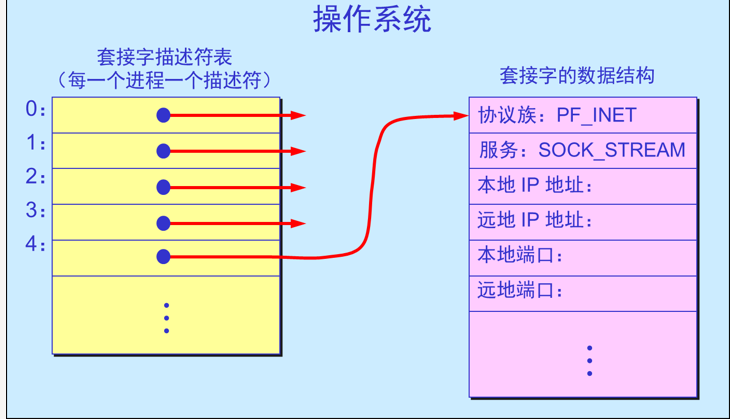 操作系统
套接字描述符表
（每一个进程一个描述符）
0：
1：
2：
3：
4：
套接字的数据结构
协议族：PF_INET
服务：SOCK_STREAM
本地 IP 地址：
远地 IP 地址：
本地端口：
远地端口：